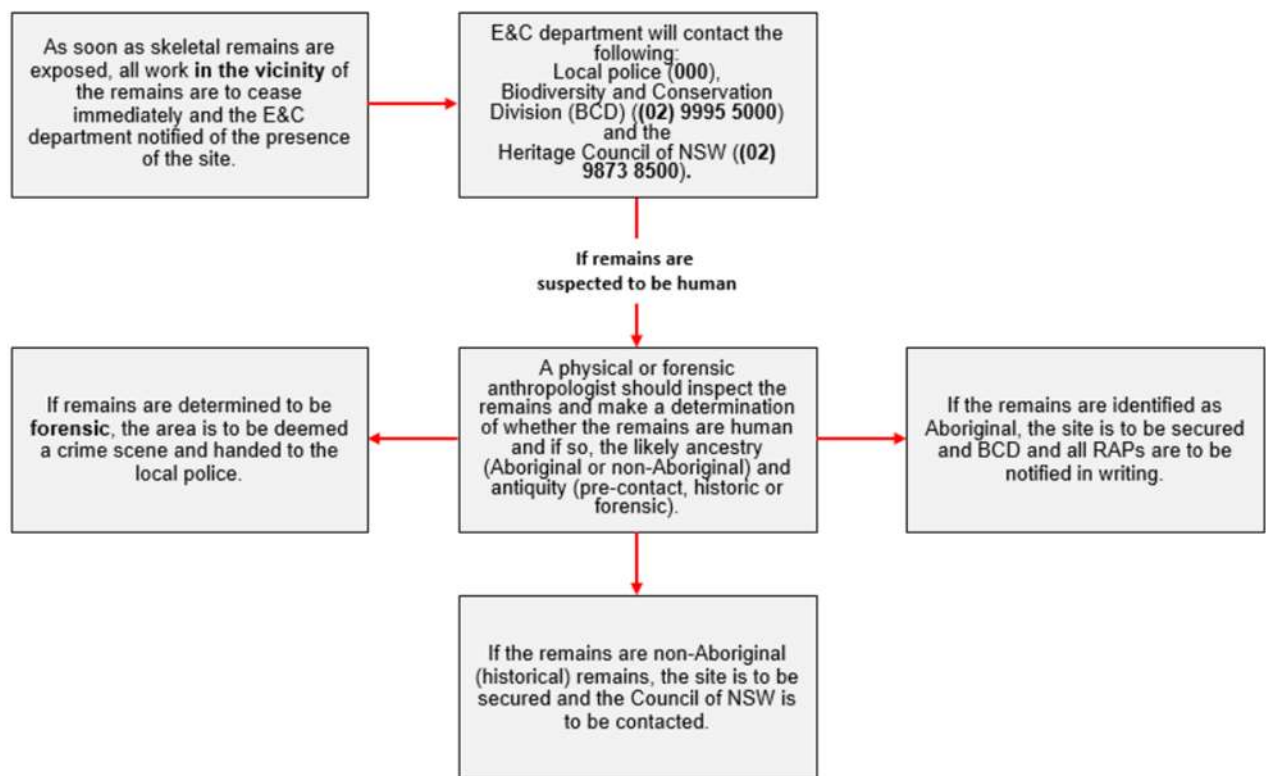 As soon as skeletal remains are
exposed, all work in the vicinity of
the remains are to cease
immediately and the E&C
department notified of the presence
of the site.
E&C department will contact the
following:
Local police (000),
Biodiversity and Conservation
Division (BCD) ((02) 9995 5000)
and the
Heritage Council of NSW ((02)
9873 8500).
If remains are
suspected to be human
If remains are determined to be
forensic, the area is to be deemed
a crime scene and handed to the
local police.
A physical or forensic
anthropologist should inspect the
remains and make a determination
of whether the remains are human
and if so, the likely ancestry
(Aboriginal or non-Aboriginal) and
antiquity (pre-contact, historic or
forensic).
If the remains are identified as
Aboriginal, the site is to be secured
and BCD and all RAPs are to be
notified in writing.
If the remains are non-Aboriginal
(historical) remains, the site is to be
secured and the Council of NSW is
to be contacted.